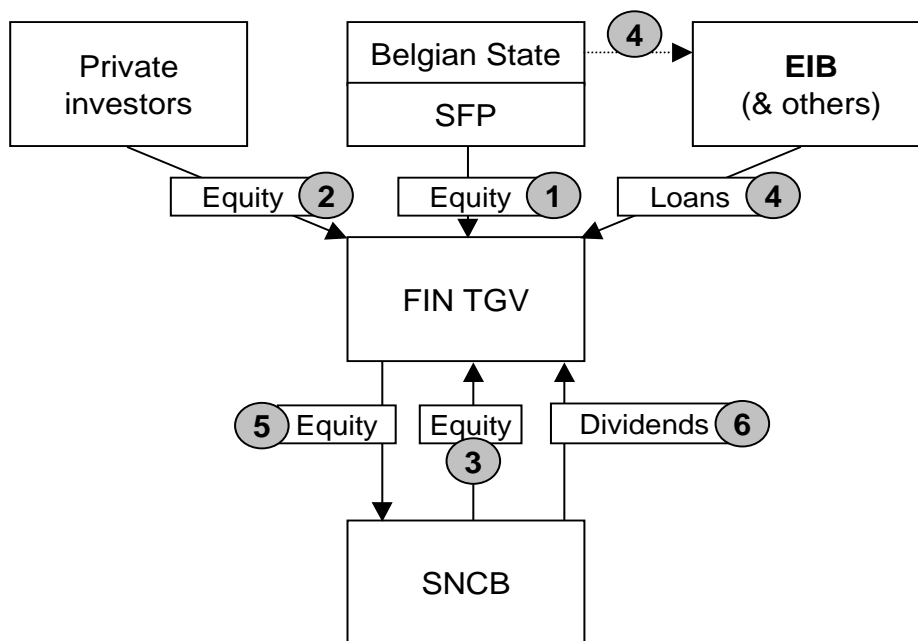 Private
investors
Belgian State
SFP
4
EIB
(& others)
Equity 2
Equity 1
Loans 4
FIN TGV
5 Equity
Equity
3
Dividends 6
SNCB